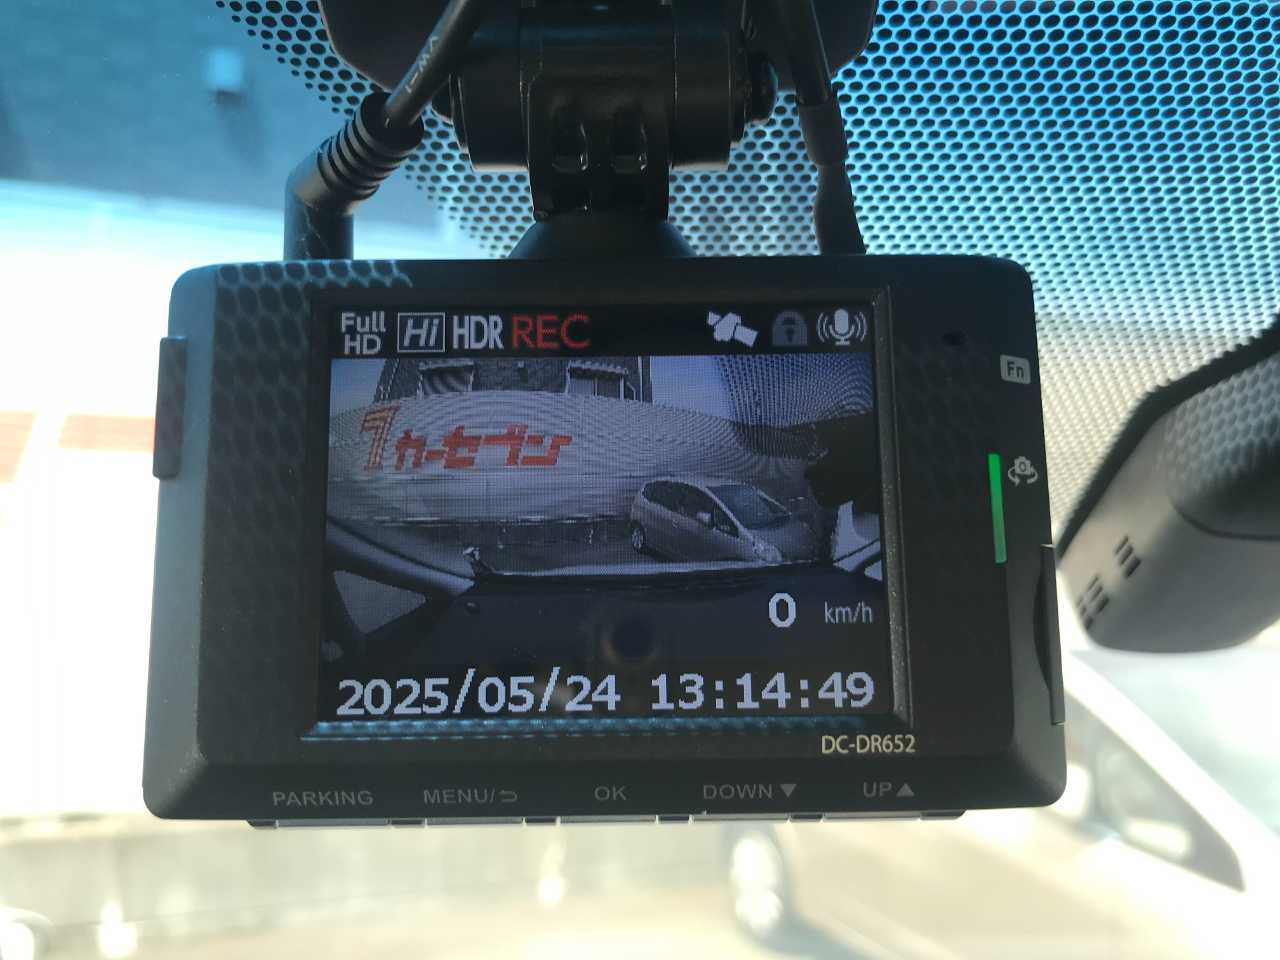 Full HD Hi HDR REC
カーセブン
0 km/h
2025/05/24 13:14:49
DC-DR652
Fn
PARKING MENU/ OK DOWN▼ UP▲